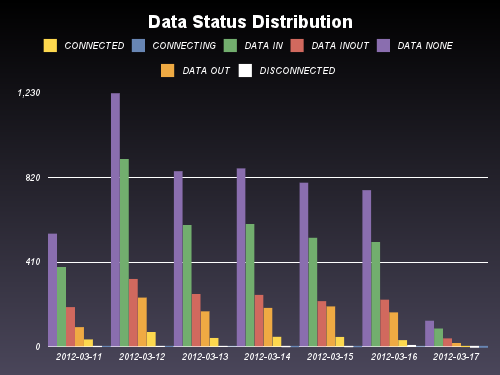 Data Status Distribution
CONNECTED CONNECTING DATA IN DATA INOUT DATA NONE
DATA OUT DISCONNECTED
1,230
820
410
0
2012-03-11 2012-03-12 2012-03-13 2012-03-14 2012-03-15 2012-03-16 2012-03-17